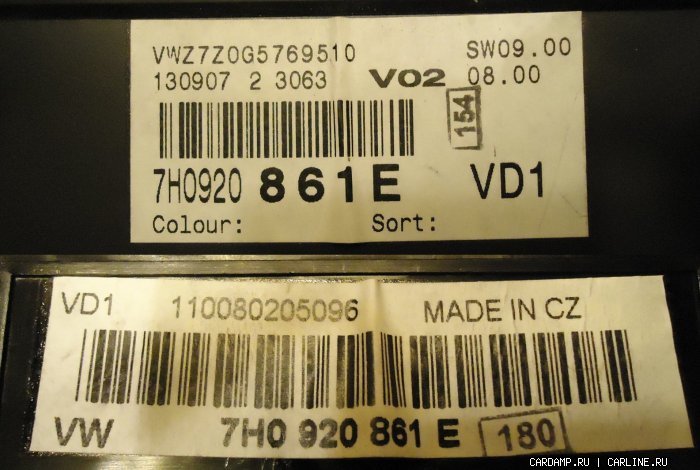 VWZ7Z0G5769510 SW09.00
130907 2 3063 V02 08.00
154
7H0920 861E VD1
Colour: Sort:
VD1 110080205096 MADE IN CZ
VW 7H0 920 861 E 180
CARDAMP.RU | CARLINE.RU